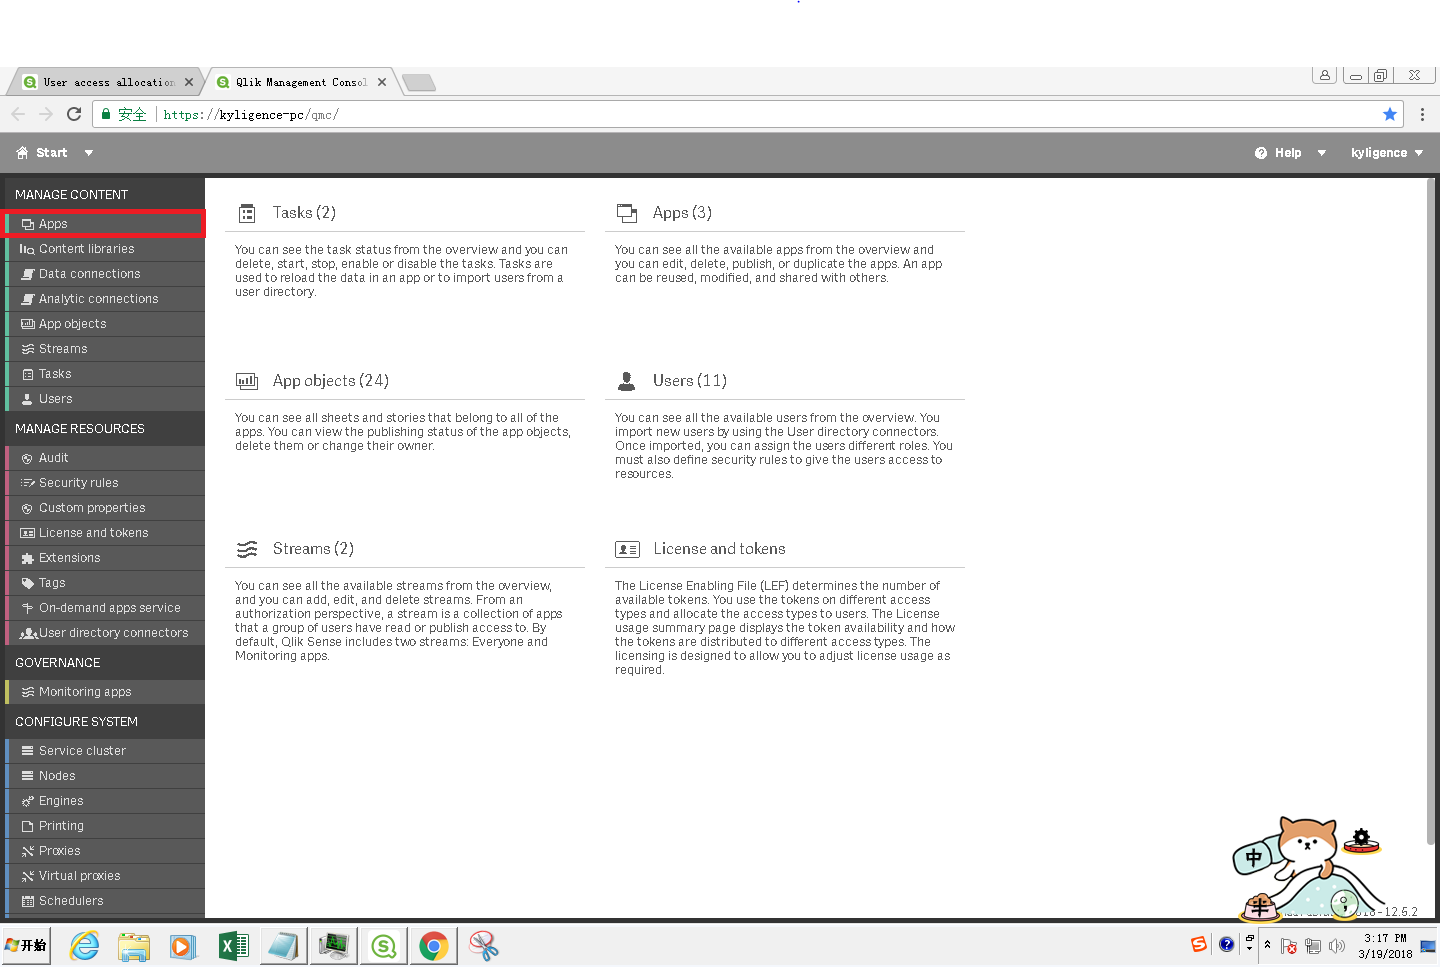 User access allocation
Qlik Management Consol
安全 https://kyligence-pc/qmc/
Start
Help
kyligence
MANAGE CONTENT
Apps
Content libraries
Data connections
Analytic connections
App objects
Streams
Tasks
Users
MANAGE RESOURCES
Audit
Security rules
Custom properties
License and tokens
Extensions
Tags
On-demand apps service
User directory connectors
GOVERNANCE
Monitoring apps
CONFIGURE SYSTEM
Service cluster
Nodes
Engines
Printing
Proxies
Virtual proxies
Schedulers
Tasks (2)
You can see the task status from the overview and you can
delete, start, stop, enable or disable the tasks. Tasks are
used to reload the data in an app or to import users from a
user directory.
Apps (3)
You can see all the available apps from the overview and
you can edit, delete, publish, or duplicate the apps. An app
can be reused, modified, and shared with others.
App objects (24)
You can see all sheets and stories that belong to all of the
apps. You can view the publishing status of the app objects,
delete them or change their owner.
Users (11)
You can see all the available users from the overview. You
import new users by using the User directory connectors.
Once imported, you can assign the users different roles. You
must also define security rules to give the users access to
resources.
Streams (2)
You can see all the available streams from the overview,
and you can add, edit, and delete streams. From an
authorization perspective, a stream is a collection of apps
that a group of users have read or publish access to. By
default, Qlik Sense includes two streams: Everyone and
Monitoring apps.
License and tokens
The License Enabling File (LEF) determines the number of
available tokens. You use the tokens on different access
types and allocate the access types to users. The License
usage summary page displays the token availability and how
the tokens are distributed to different access types. The
licensing is designed to allow you to adjust license usage as
required.
中
半
- 12.5.2
开始
3:17 PM
3/19/2018